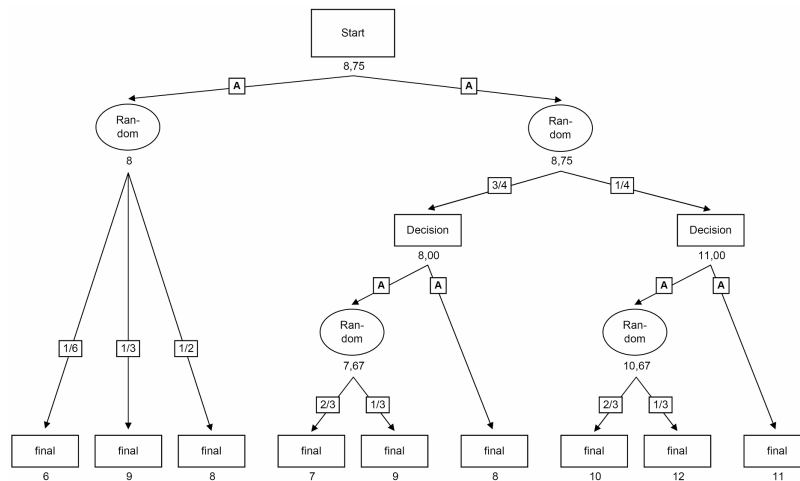 Start
8,75
A
A
Ran-
dom
8
Ran-
dom
8,75
3/4
1/4
Decision
8,00
Decision
11,00
A
A
A
A
Ran-
dom
7,67
Ran-
dom
10,67
1/6
1/3
1/2
2/3
1/3
2/3
1/3
final
6
final
9
final
8
final
7
final
9
final
8
final
10
final
12
final
11